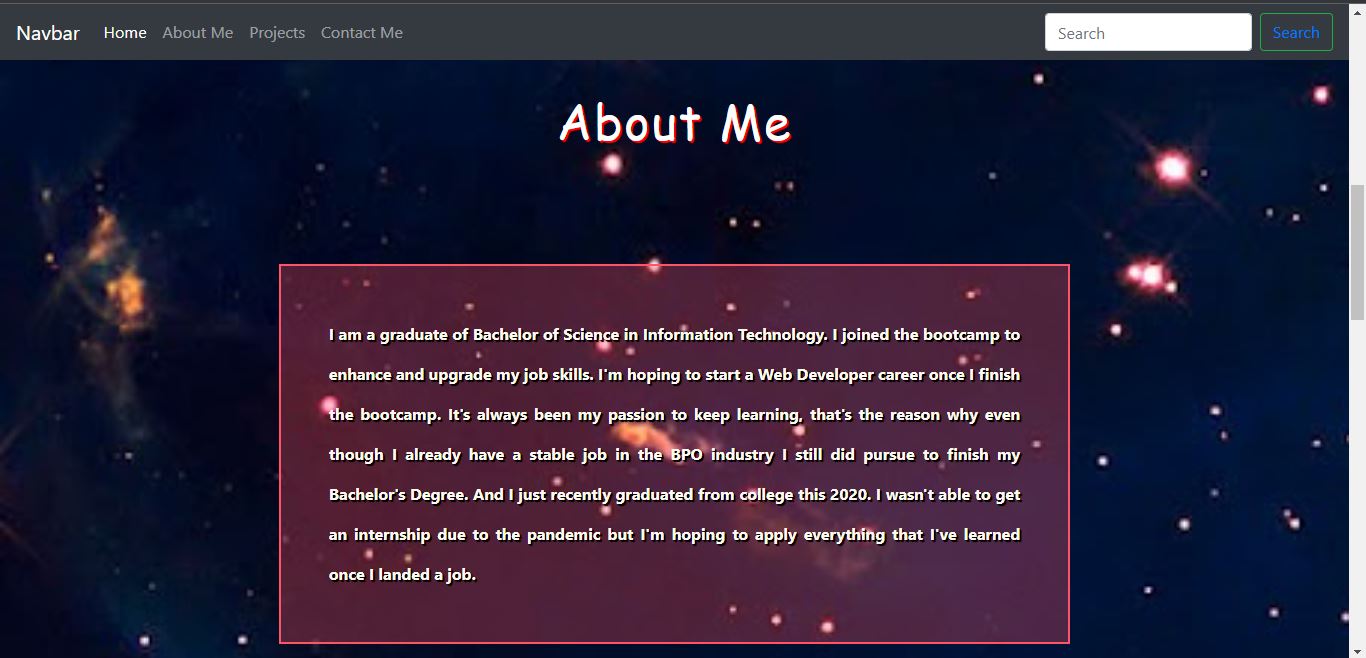 Navbar Home About Me Projects Contact Me Search Search
About Me
I am a graduate of Bachelor of Science in Information Technology. I joined the bootcamp to
enhance and upgrade my job skills. I'm hoping to start a Web Developer career once I finish
the bootcamp. It's always been my passion to keep learning, that's the reason why even
though I already have a stable job in the BPO industry I still did pursue to finish my
Bachelor's Degree. And I just recently graduated from college this 2020. I wasn't able to get
an internship due to the pandemic but I'm hoping to apply everything that I've learned
once I landed a job.